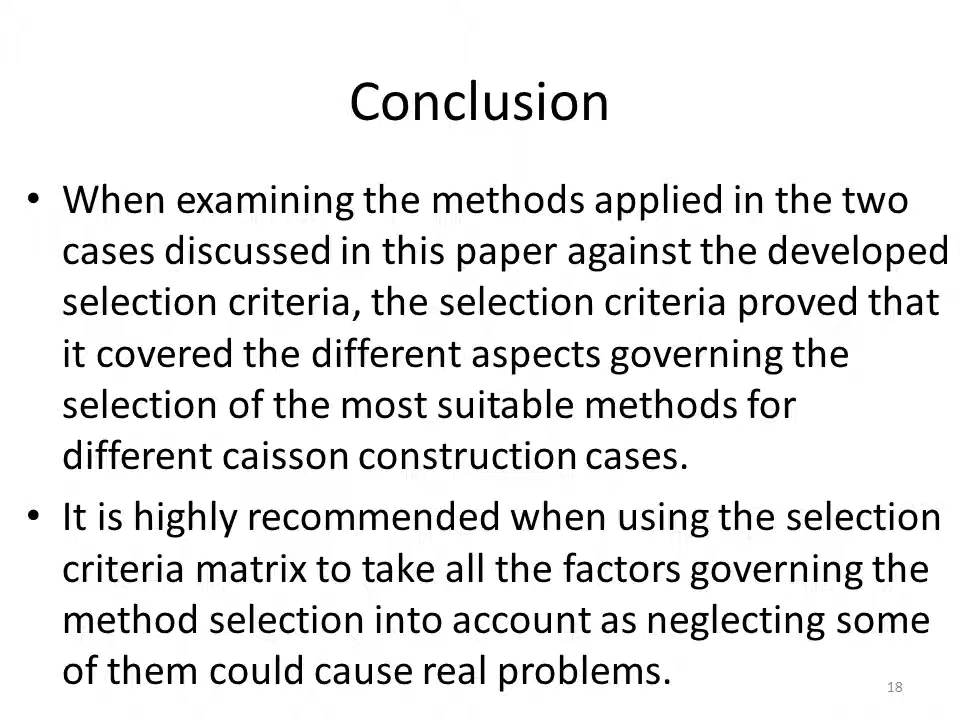 Conclusion
• When examining the methods applied in the two
cases discussed in this paper against the developed
selection criteria, the selection criteria proved that
it covered the different aspects governing the
selection of the most suitable methods for
different caisson construction cases.
• It is highly recommended when using the selection
criteria matrix to take all the factors governing the
method selection into account as neglecting some
of them could cause real problems.
18